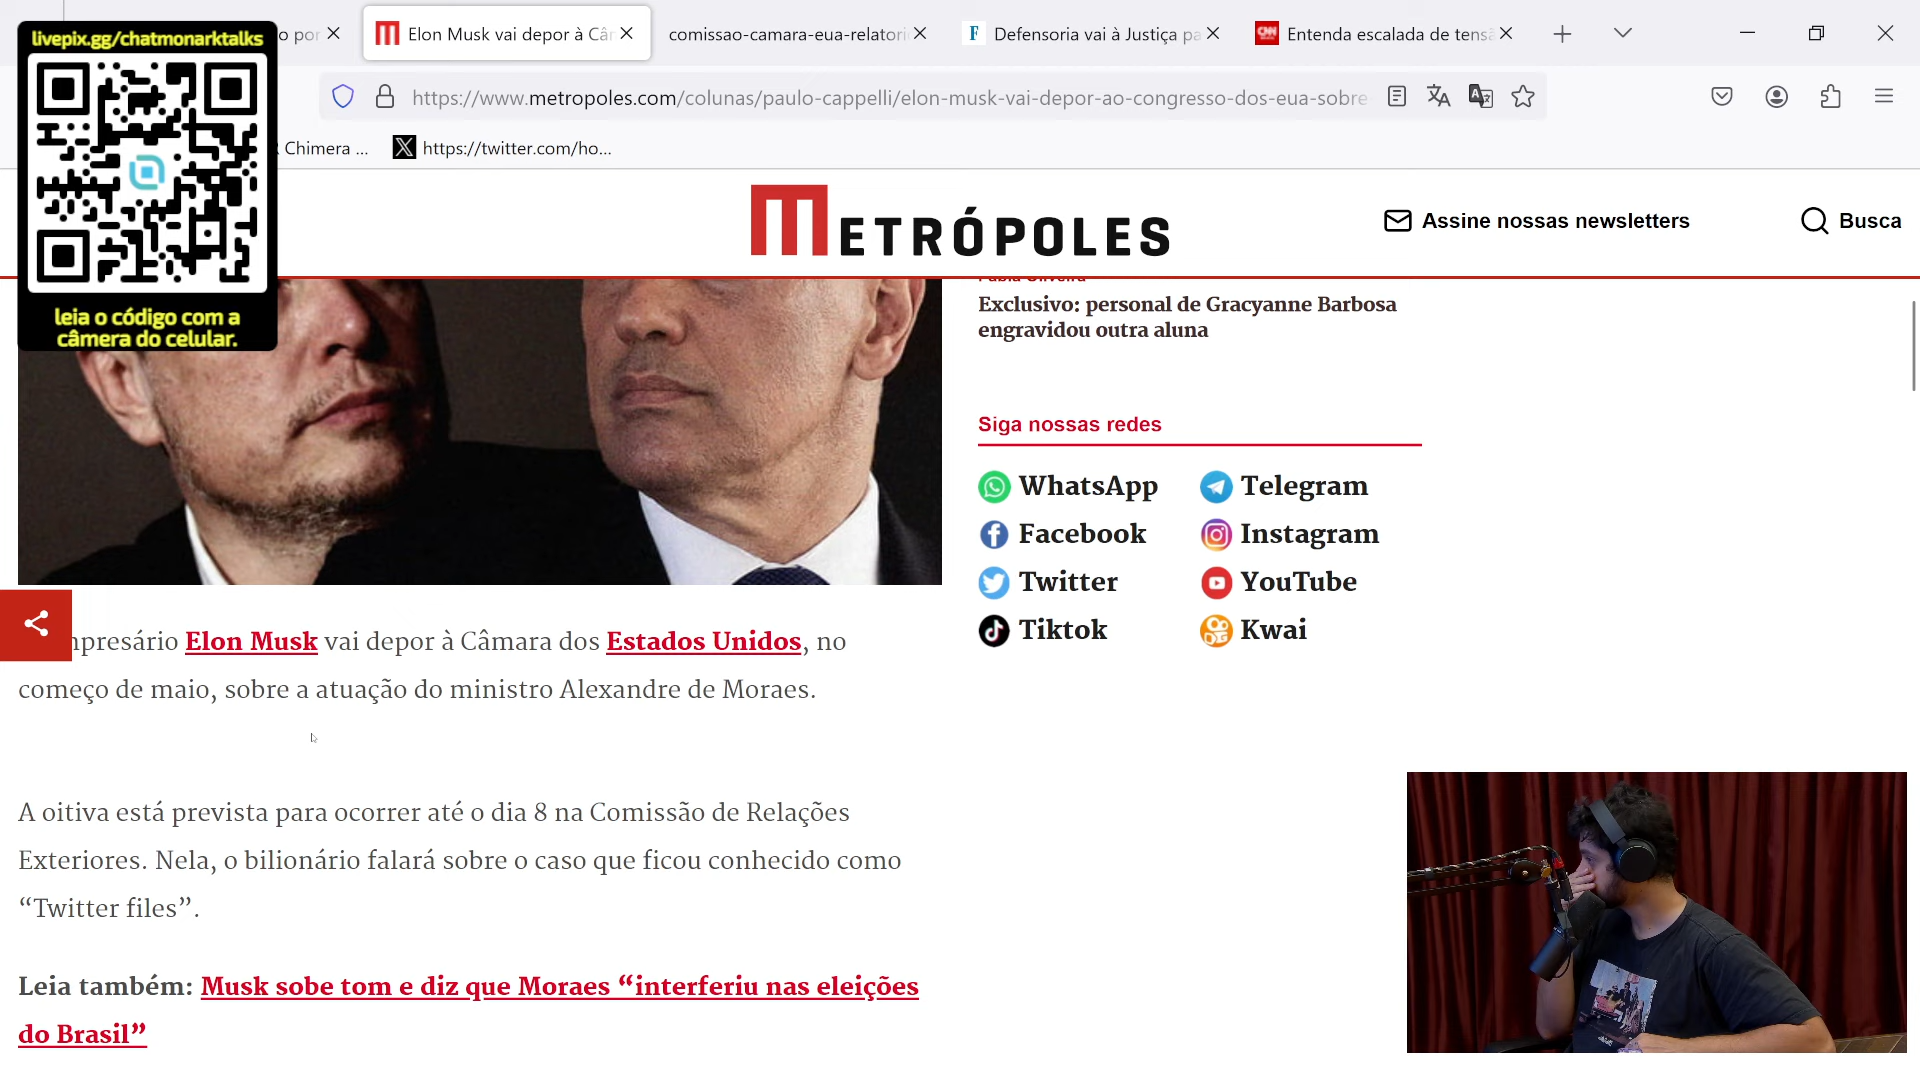 livepix.gg/chatmonarktalks
leia o código com a
câmera do celular.
o por
Elon Musk vai depor à Câr
comissao-camara-eua-relatori
Defensoria vai à Justiça pa
Entenda escalada de tens
https://www.metropoles.com/colunas/paulo-cappelli/elon-musk-vai-depor-ao-congresso-dos-eua-sobre-
Chimera ...
https://twitter.com/ho...
METRÓPOLES
Assine nossas newsletters
Busca
Exclusivo: personal de Gracyanne Barbosa
engravidou outra aluna
Siga nossas redes
WhatsApp
Telegram
Facebook
Instagram
Twitter
YouTube
Tiktok
Kwai
presário Elon Musk vai depor à Câmara dos Estados Unidos, no
começo de maio, sobre a atuação do ministro Alexandre de Moraes.
A oitiva está prevista para ocorrer até o dia 8 na Comissão de Relações
Exteriores. Nela, o bilionário falará sobre o caso que ficou conhecido como
“Twitter files”.
Leia também: Musk sobe tom e diz que Moraes “interferiu nas eleições
do Brasil”